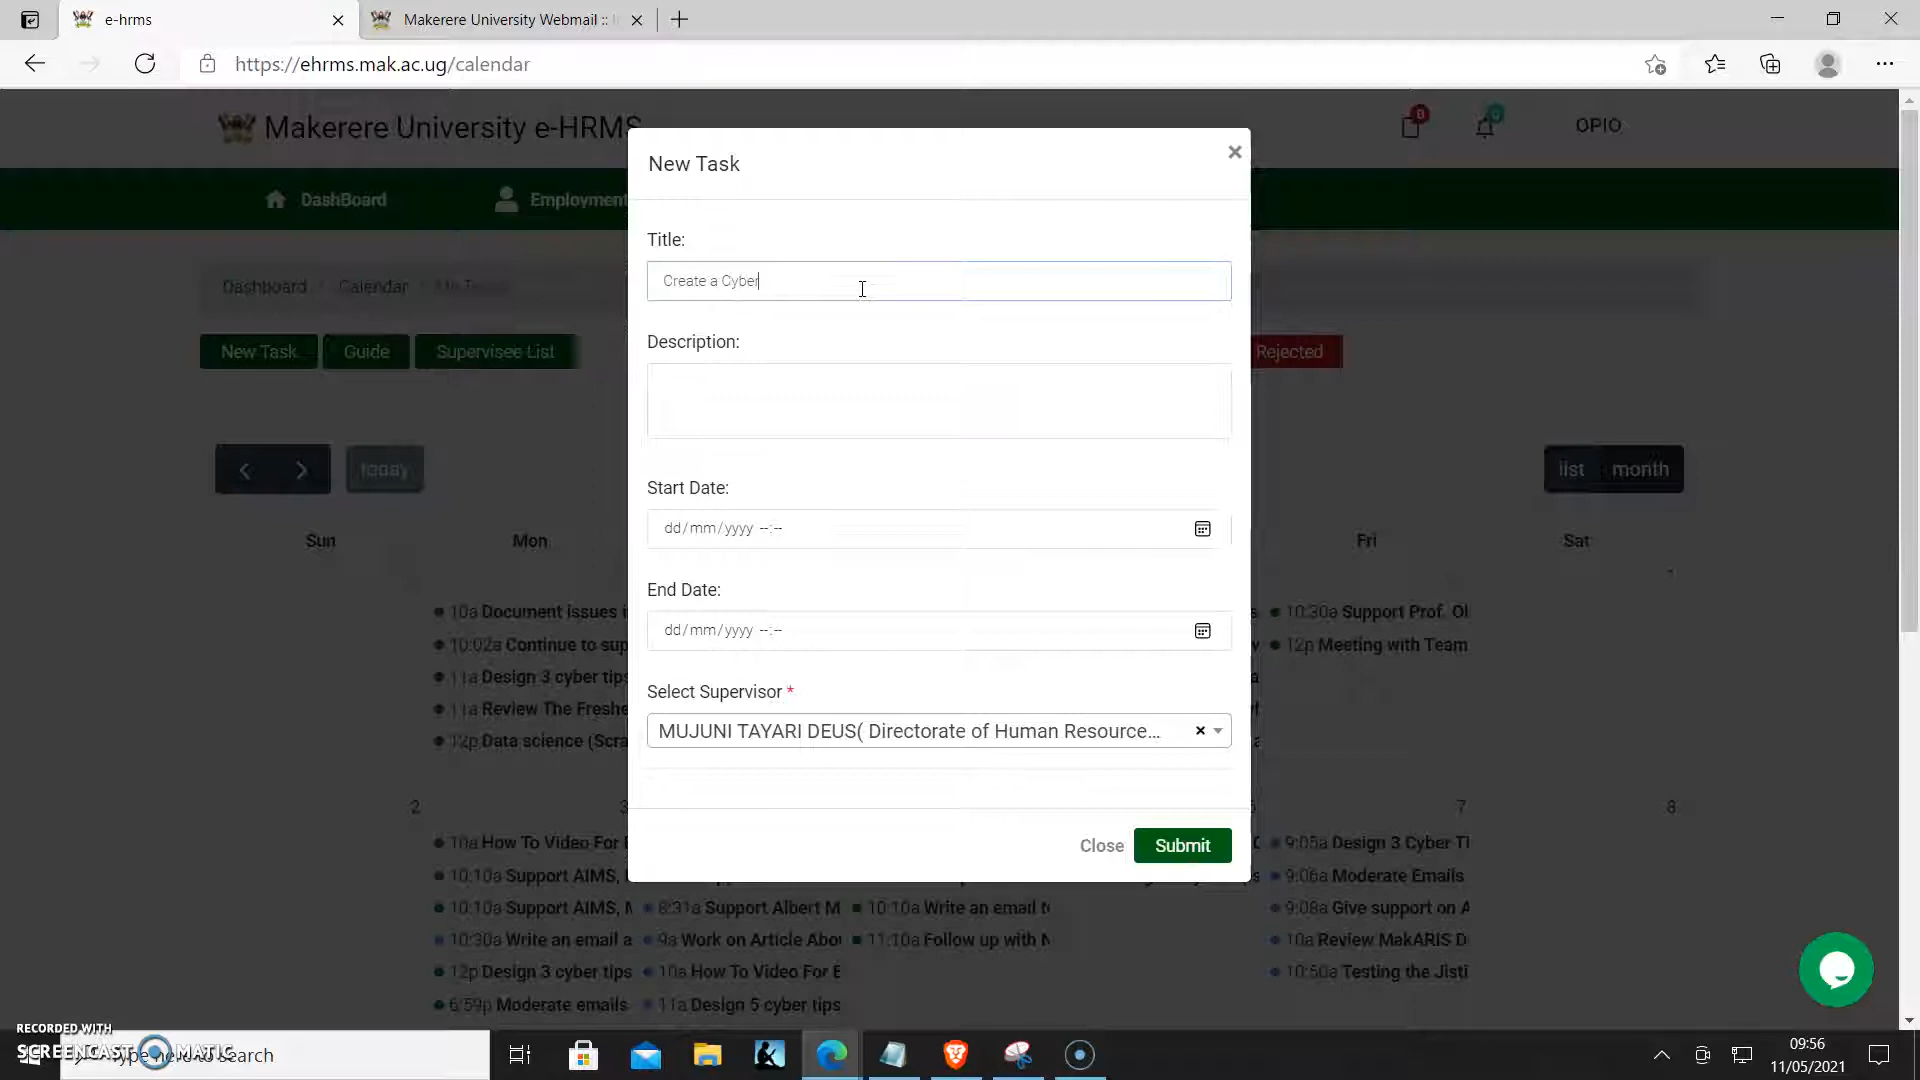 e-hrms
Makerere University Webmail ::
https://ehrms.mak.ac.ug/calendar
Makerere University e-HRMS
OPIO
DashBoard
Employment
Dashboard
Calendar
New Task
Guide
Supervisee List
Rejected
today
list
month
Sun
Mon
Fri
Sat
10a Document issues i
10:02a Continue to sup
11a Design 3 cyber tips
11a Review The Freshe
12p Data science (Scra
10:30a Support Prof. Ol
12p Meeting with Team
2
3
7
8
10a How To Video For
10:10a Support AIMS,
10:10a Support AIMS, M
10:30a Write an email a
12p Design 3 cyber tips
6:59p Moderate emails
8:31a Support Albert M
9a Work on Article Abou
10a How To Video For E
11a Design 5 cyber tips
10:10a Write an email to
11:10a Follow up with N
9:05a Design 3 Cyber TI
9:06a Moderate Emails
9:08a Give support on A
10a Review MakARIS D
10:50a Testing the Jisti
New Task
Title:
Create a Cyber
Description:
Start Date:
dd/mm/yyyy --:--
End Date:
dd/mm/yyyy --:--
Select Supervisor *
MUJUNI TAYARI DEUS( Directorate of Human Resource...
Close
Submit
RECORDED WITH
SCREENCAST MATIC
Type here to search
09:56
11/05/2021